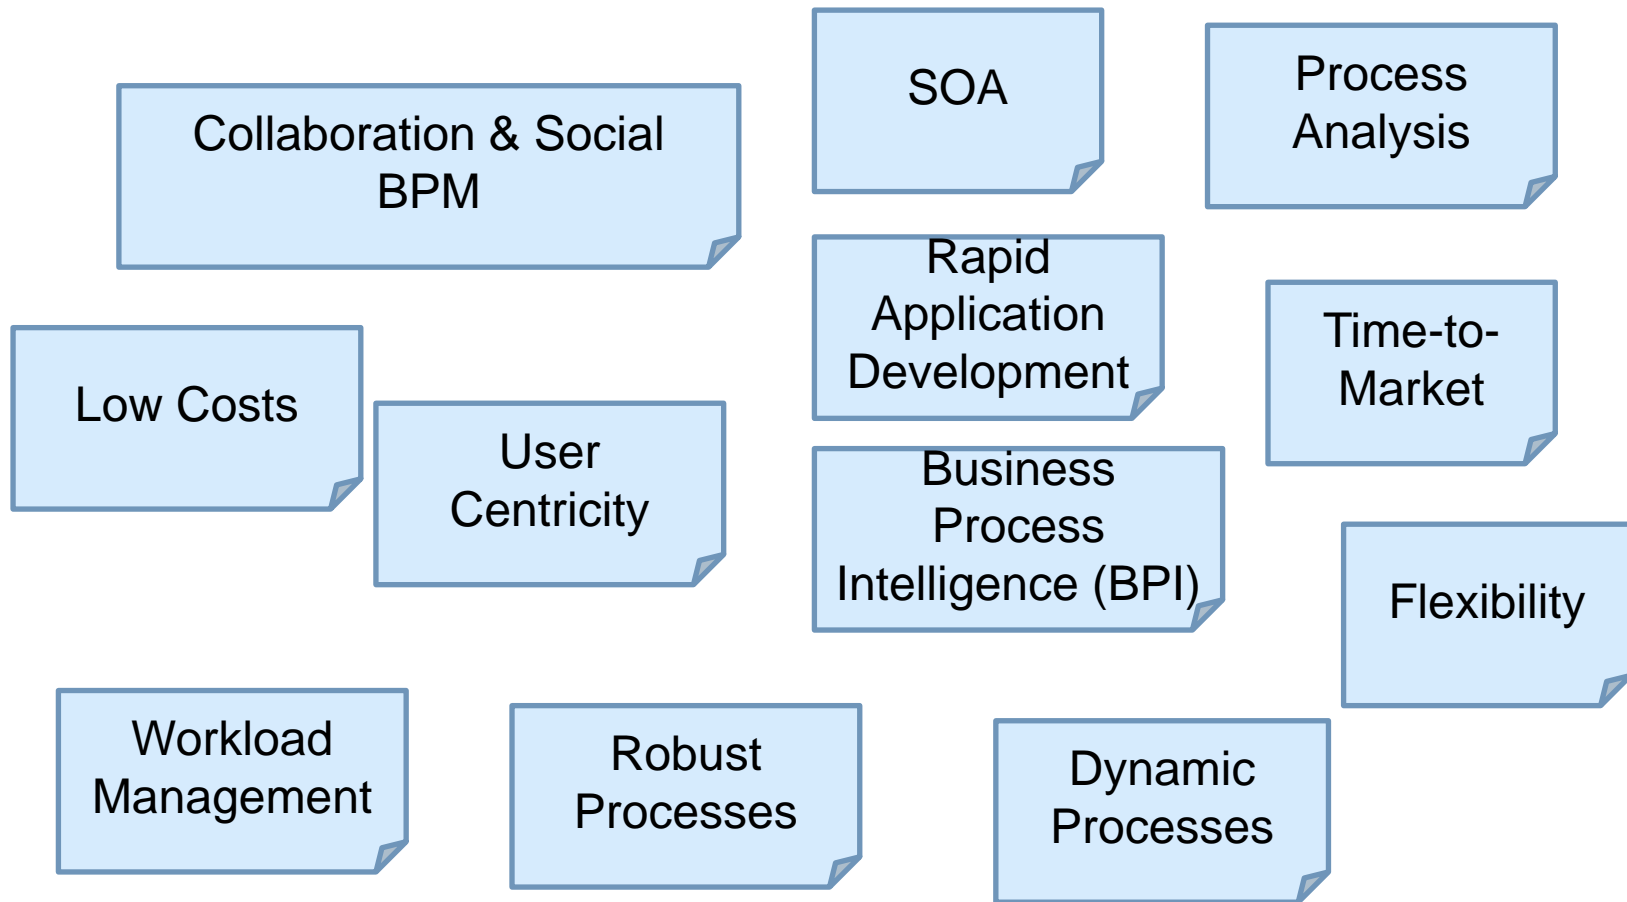 SOA
Process
Analysis
Collaboration & Social
BPM
Rapid
Application
Development
Time-to-
Market
Low Costs
User
Centricity
Business
Process
Intelligence (BPI)
Flexibility
Workload
Management
Robust
Processes
Dynamic
Processes